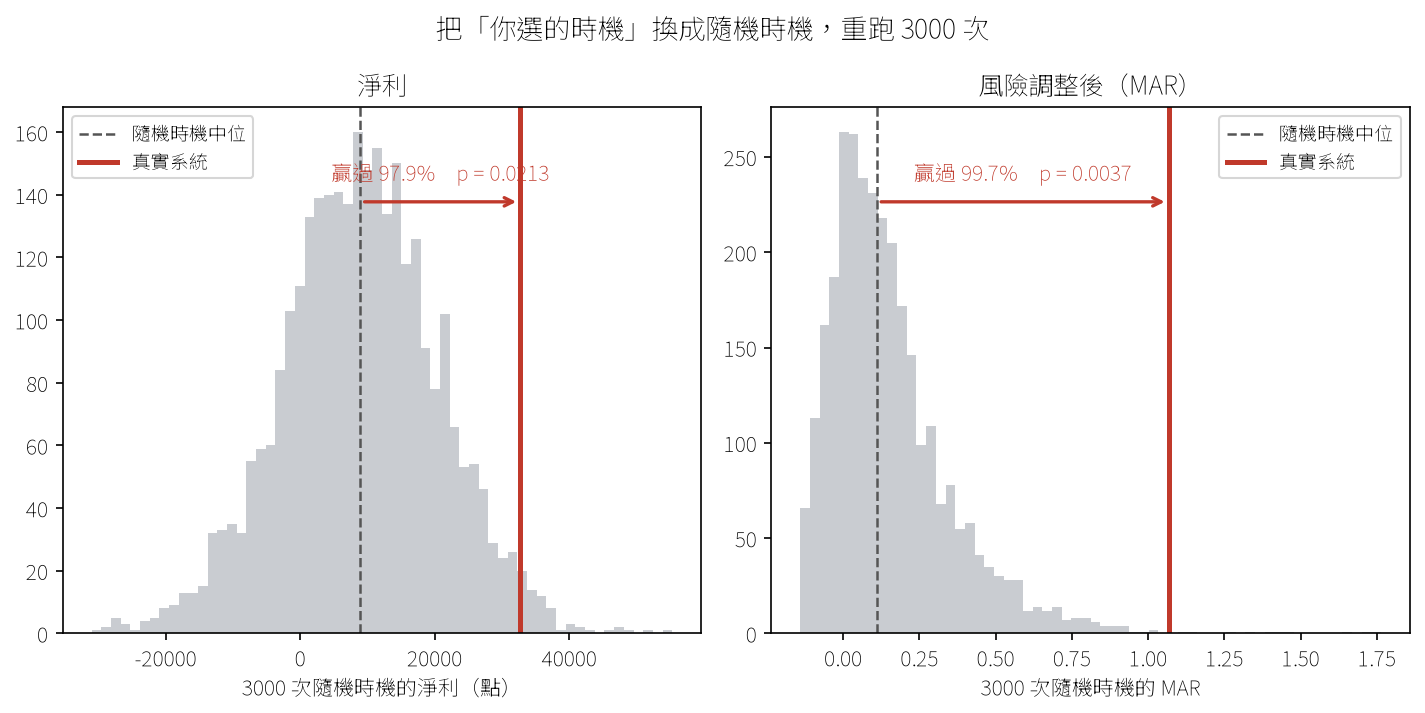 把「你選的時機」換成隨機時機，重跑 3000 次
淨利
隨機時機中位
真實系統
贏過 97.9% p = 0.0213
160
140
120
100
80
60
40
20
0
-20000 0 20000 40000
3000 次隨機時機的淨利（點）
風險調整後（MAR）
隨機時機中位
真實系統
贏過 99.7% p = 0.0037
250
200
150
100
50
0
0.00 0.25 0.50 0.75 1.00 1.25 1.50 1.75
3000 次隨機時機的 MAR